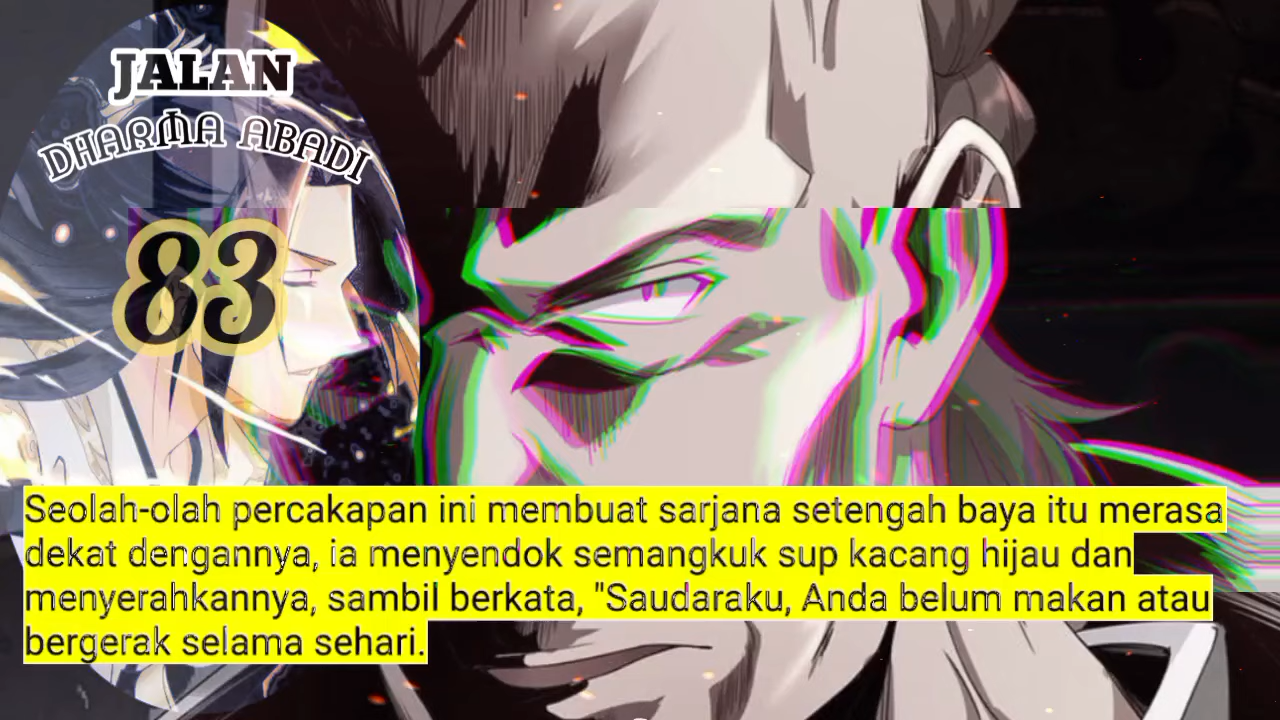 JALAN
DHARMA ABADI
83
Seolah-olah percakapan ini membuat sarjana setengah baya itu merasa
dekat dengannya, ia menyendok semangkuk sup kacang hijau dan
menyerahkannya, sambil berkata, "Saudaraku, Anda belum makan atau
bergerak selama sehari.